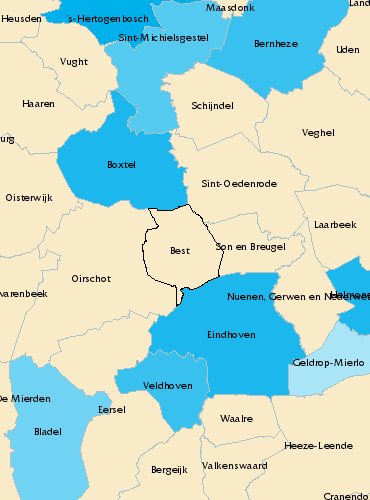 Maasdonk
Land
Heusden
's-Hertogenbosch
Sint-Michielsgestel
Bernheze
Uden
Vught
Haaren
Schijndel
Veghel
urg
Boxtel
Sint-Oedenrode
Oisterwijk
Laarbeek
Son en Breugel
Best
Oirschot
varenbeek
Nuenen, Gerwen en Nederwet
Helmond
Eindhoven
Geldrop-Mierlo
Veldhoven
De Mierden
Eersel
Bladel
Waalre
Heeze-Leende
Bergeijk
Valkenswaard
Cranendo